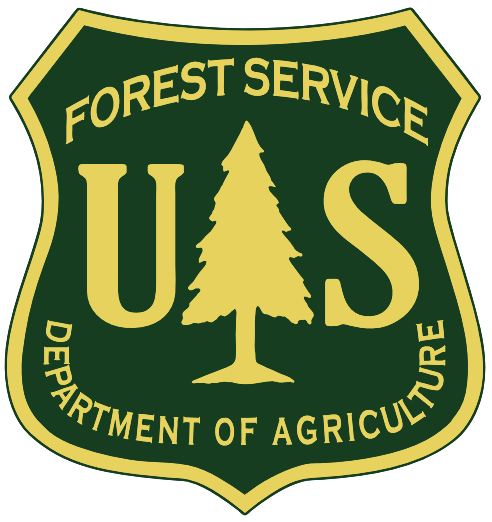 FOREST SERVICE
U S
DEPARTMENT OF AGRICULTURE